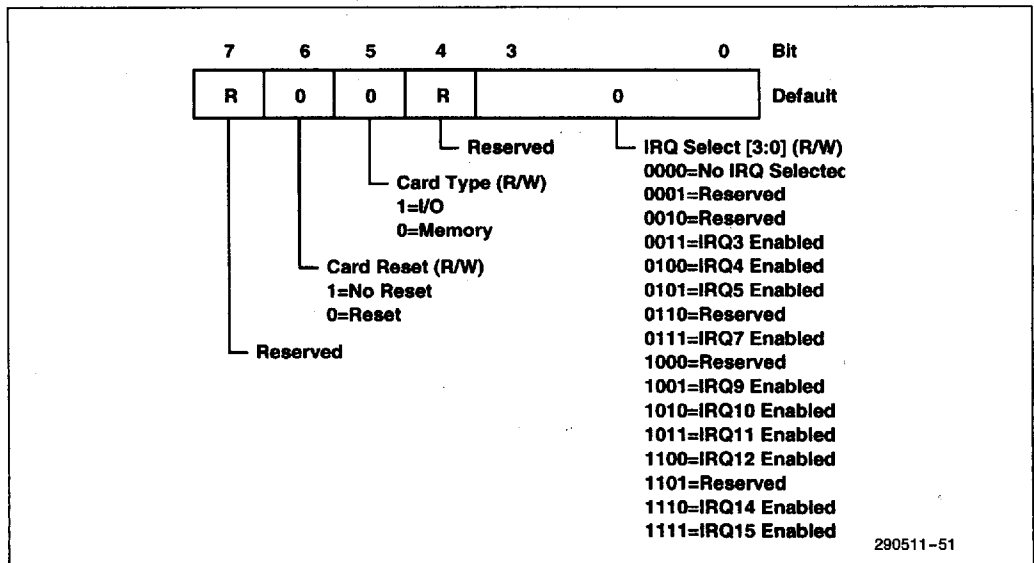 7 6 5 4 3 0 Bit
R 0 0 R 0 Default
Reserved
IRQ Select [3:0] (R/W)
0000=No IRQ Selected
0001=Reserved
0010=Reserved
0011=IRQ3 Enabled
0100=IRQ4 Enabled
0101=IRQ5 Enabled
0110=Reserved
0111=IRQ7 Enabled
1000=Reserved
1001=IRQ9 Enabled
1010=IRQ10 Enabled
1011=IRQ11 Enabled
1100=IRQ12 Enabled
1101=Reserved
1110=IRQ14 Enabled
1111=IRQ15 Enabled
Card Type (R/W)
1=I/O
0=Memory
Card Reset (R/W)
1=No Reset
0=Reset
Reserved
290511-51